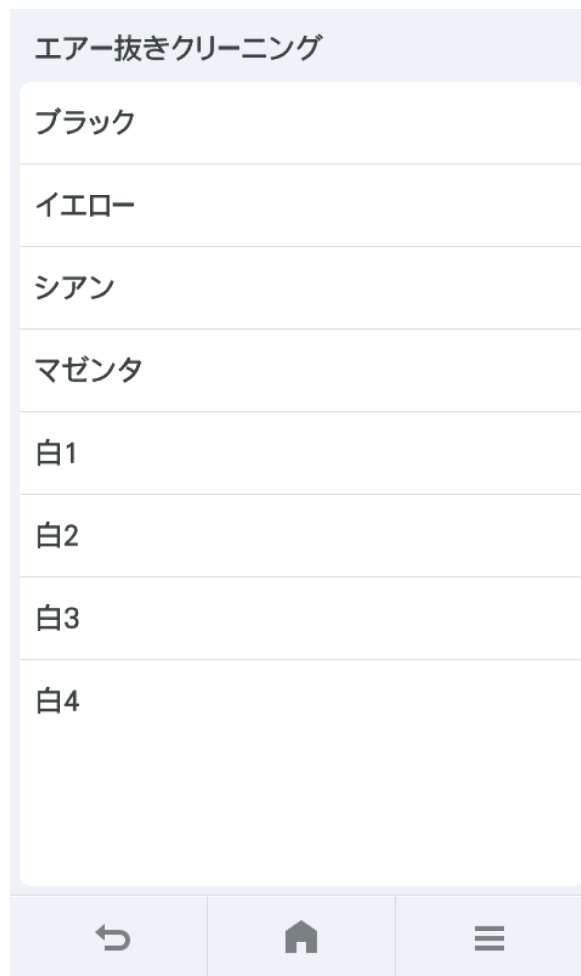 エアー抜きクリーニング
ブラック
イエロー
シアン
マゼンタ
白1
白2
白3
白4